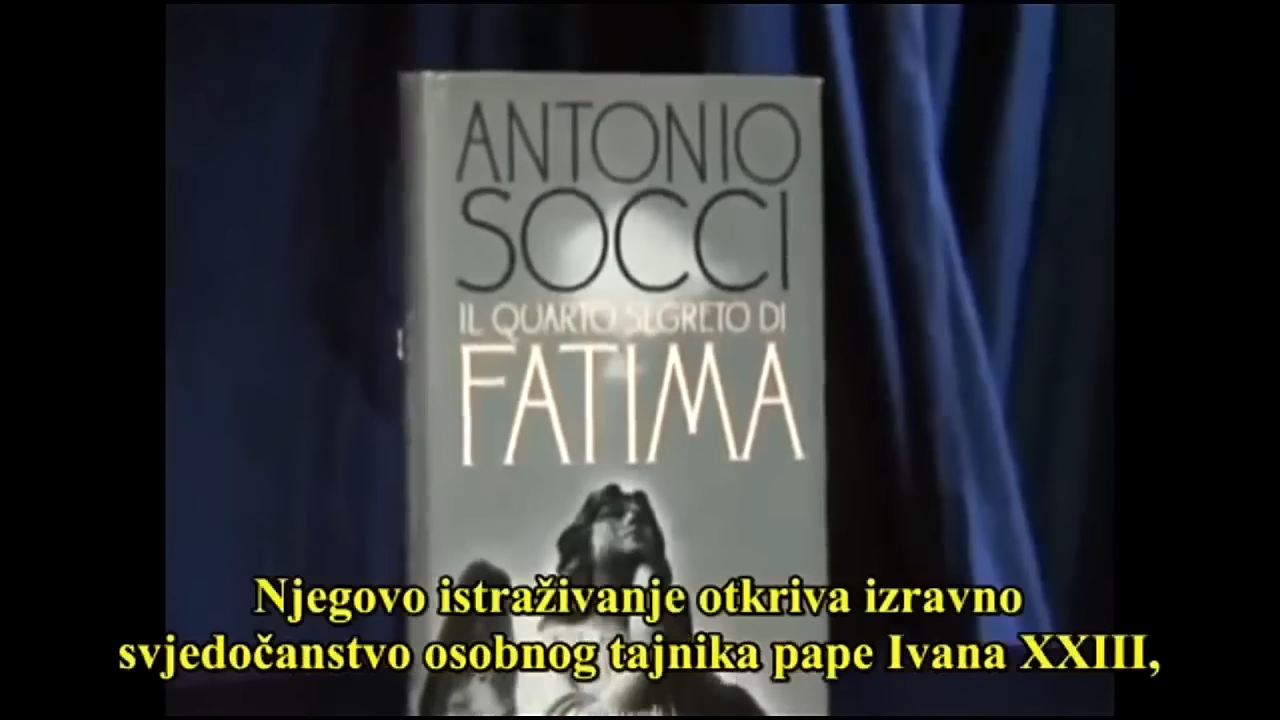 ANTONIO
SOCCI
IL QUARTO SEGRETO DI
FATIMA
Njegovo istraživanje otkriva izravno
svjedočanstvo osobnog tajnika pape Ivana XXIII,